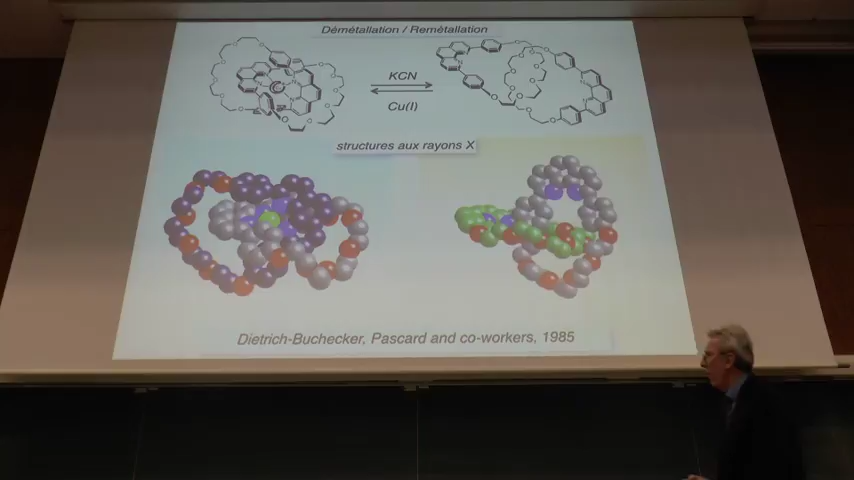 Démétallation / Remétallation
KCN
Cu(I)
structures aux rayons X
Dietrich-Buchecker, Pascard and co-workers, 1985